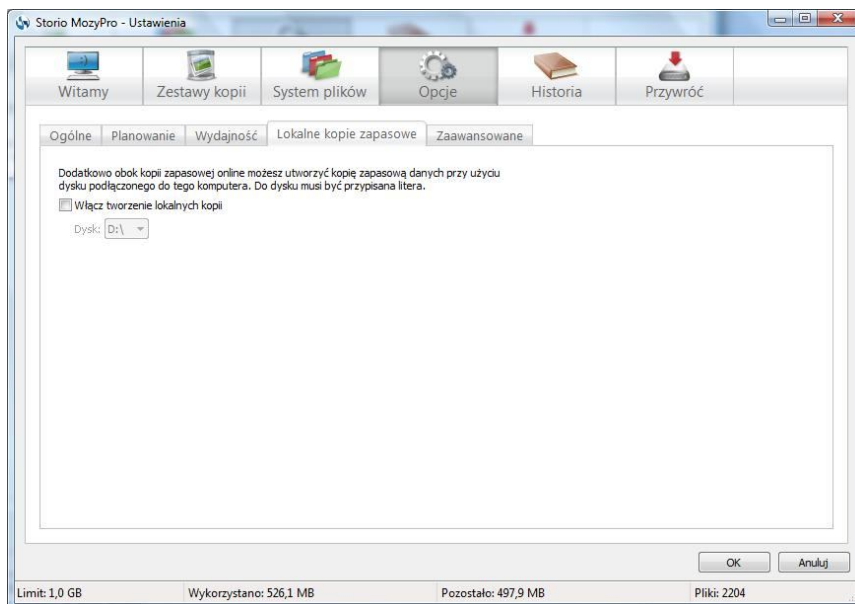 Storio MozyPro - Ustawienia
Witamy Zestawy kopii System plików Opcje Historia Przywróć
Ogólne Planowanie Wydajność Lokalne kopie zapasowe Zaawansowane
Dodatkowo obok kopii zapasowej online możesz utworzyć kopię zapasową danych przy użyciu
dysku podłączonego do tego komputera. Do dysku musi być przypisana litera.
Włącz tworzenie lokalnych kopii
Dysk: D:\
OK Anuluj
Limit: 1,0 GB Wykorzystano: 526,1 MB Pozostało: 497,9 MB Pliki: 2204